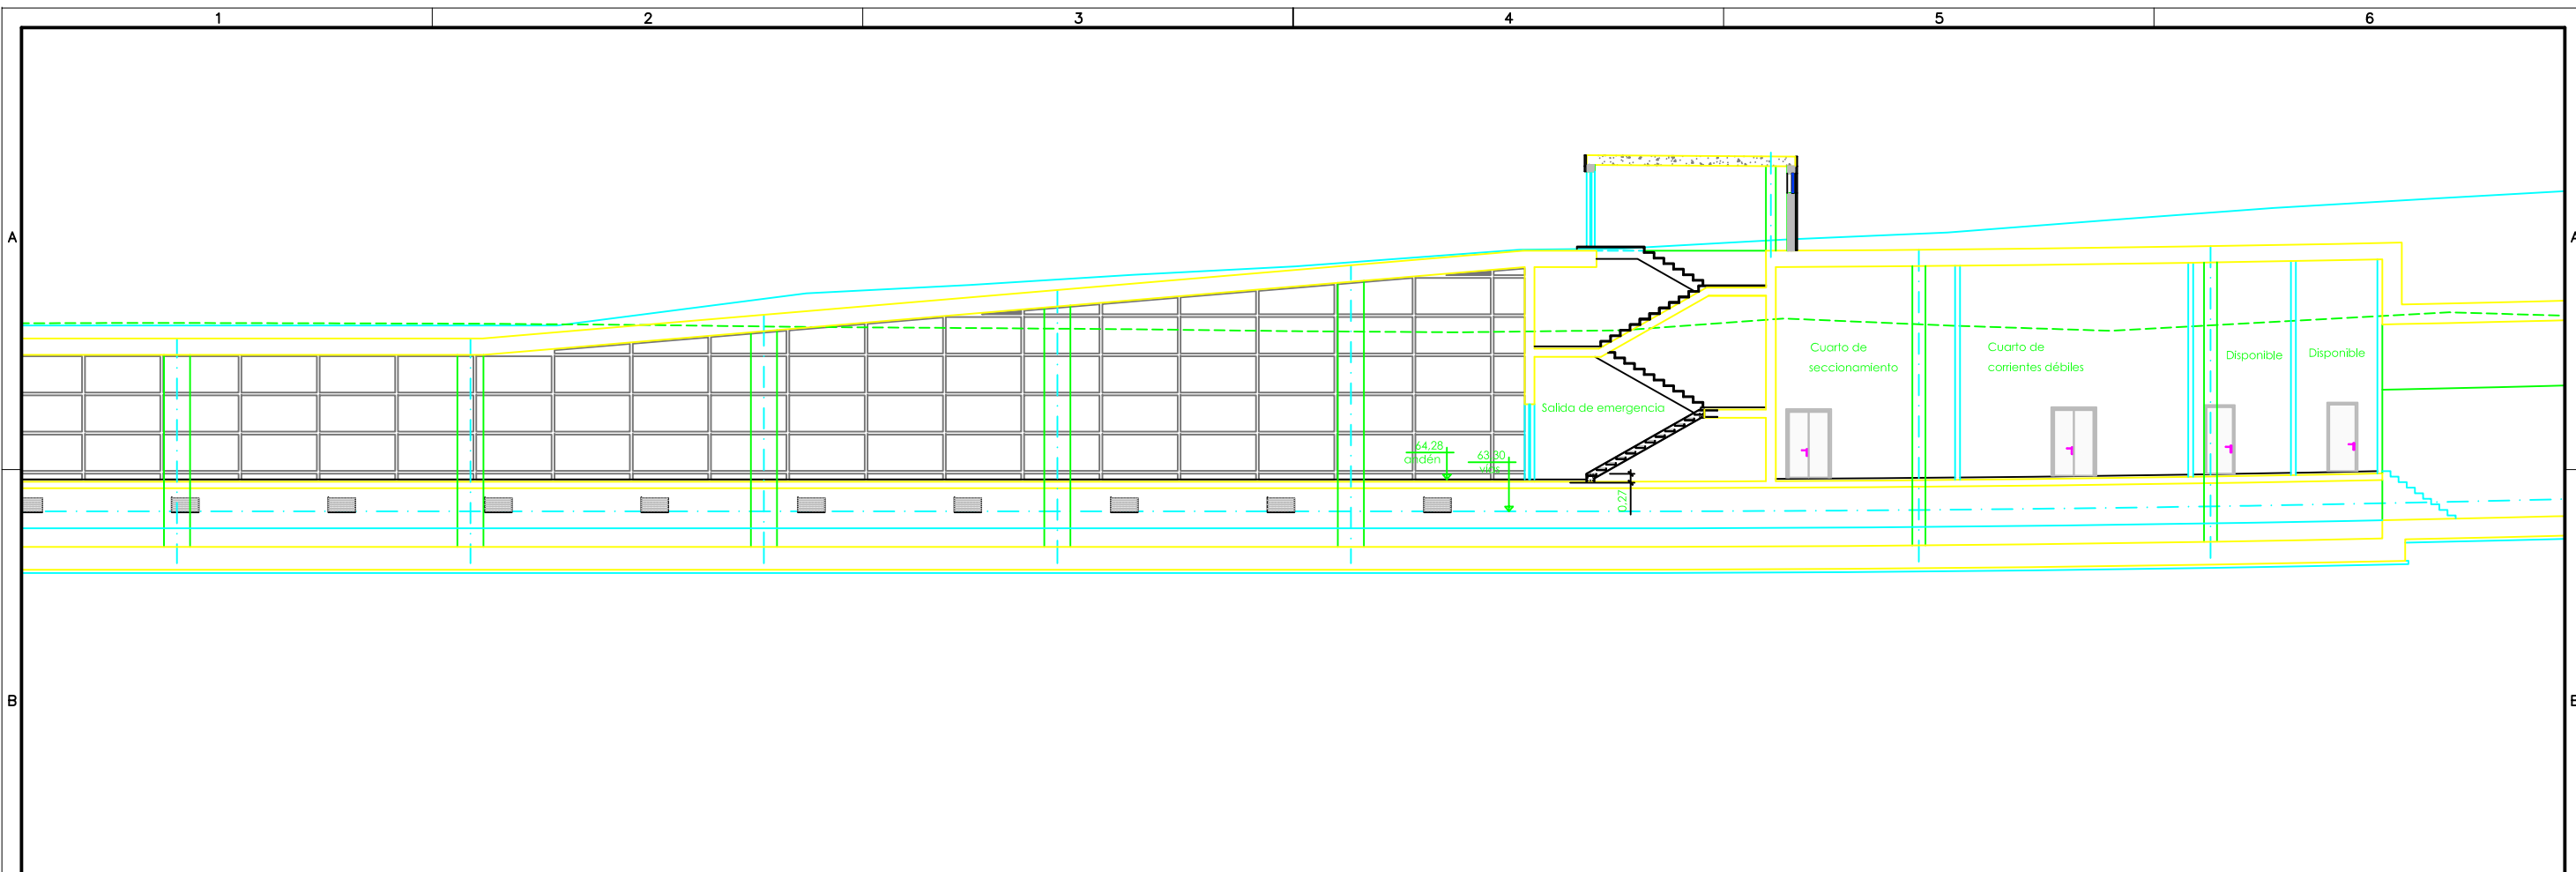 1 2 3 4 5 6
A A
Cuarto de
seccionamiento
Cuarto de
corrientes débiles
Disponible
Disponible
Salida de emergencia
64,28
andén
63,30
vías
0,27
B B